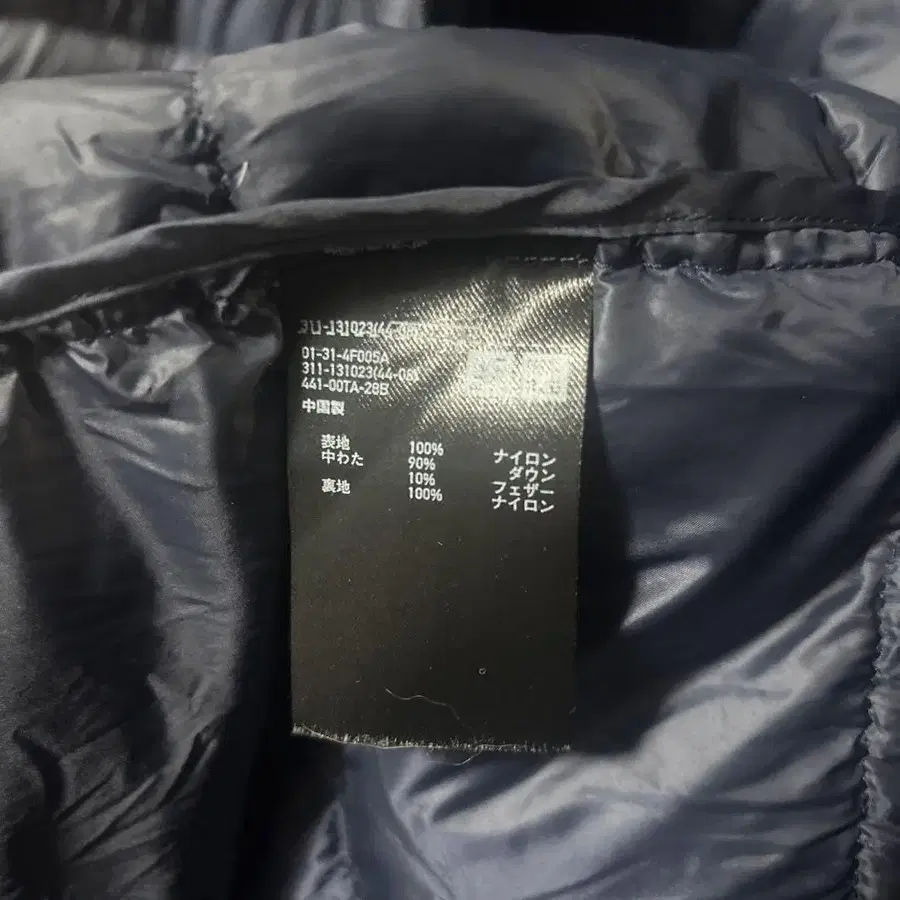 311-131023(44-08)
01-31-4F005A
311-131023(44-08)
441-00TA-28B
中国製
表地 100% ナイロン
中わた 90% ダウン
10% フェザー
裏地 100% ナイロン